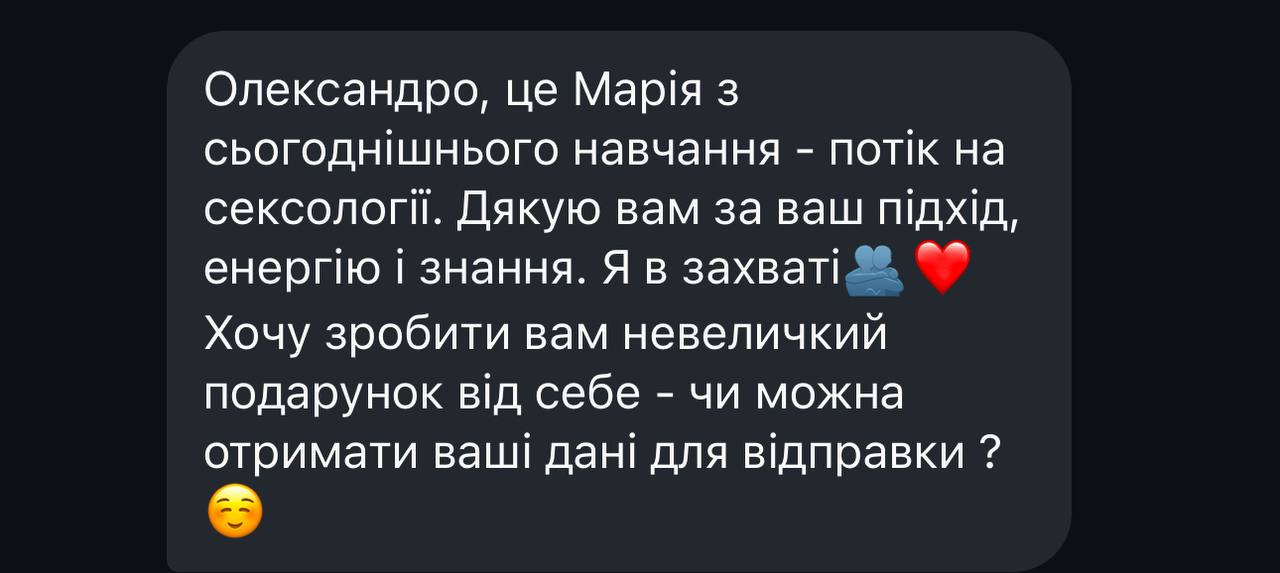 Олександро, це Марія з
сьогоднішнього навчання - потік на
сексології. Дякую вам за ваш підхід,
енергію і знання. Я в захваті🫂❤️
Хочу зробити вам невеличкий
подарунок від себе - чи можна
отримати ваші дані для відправки ?
☺️